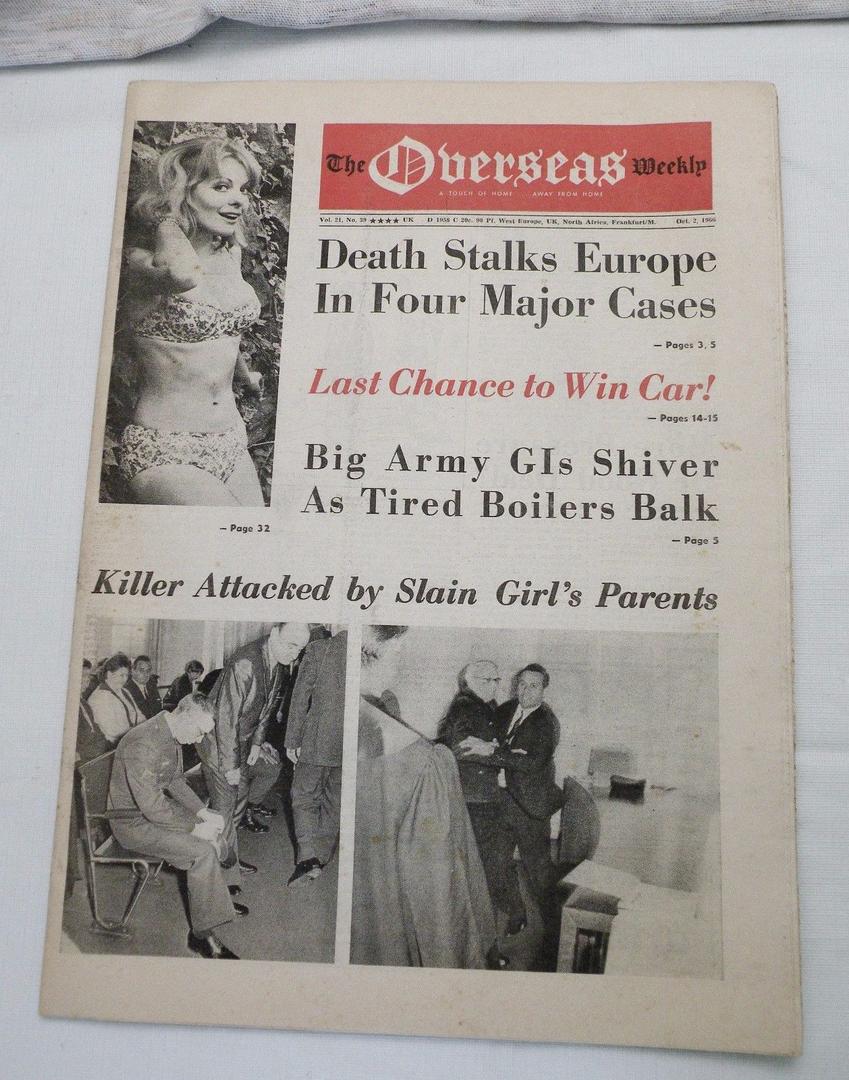 The Overseas Weekly
A TOUCH OF HOME AWAY FROM HOME
Vol. 21, No. 39 ★★★★ UK D 1958 C 20c. 90 Pf. West Europe, UK, North Africa, Frankfurt/M. Oct. 2, 1966
Death Stalks Europe
In Four Major Cases
— Pages 3, 5
Last Chance to Win Car!
— Pages 14-15
Big Army GIs Shiver
As Tired Boilers Balk
— Page 5
— Page 32
Killer Attacked by Slain Girl's Parents